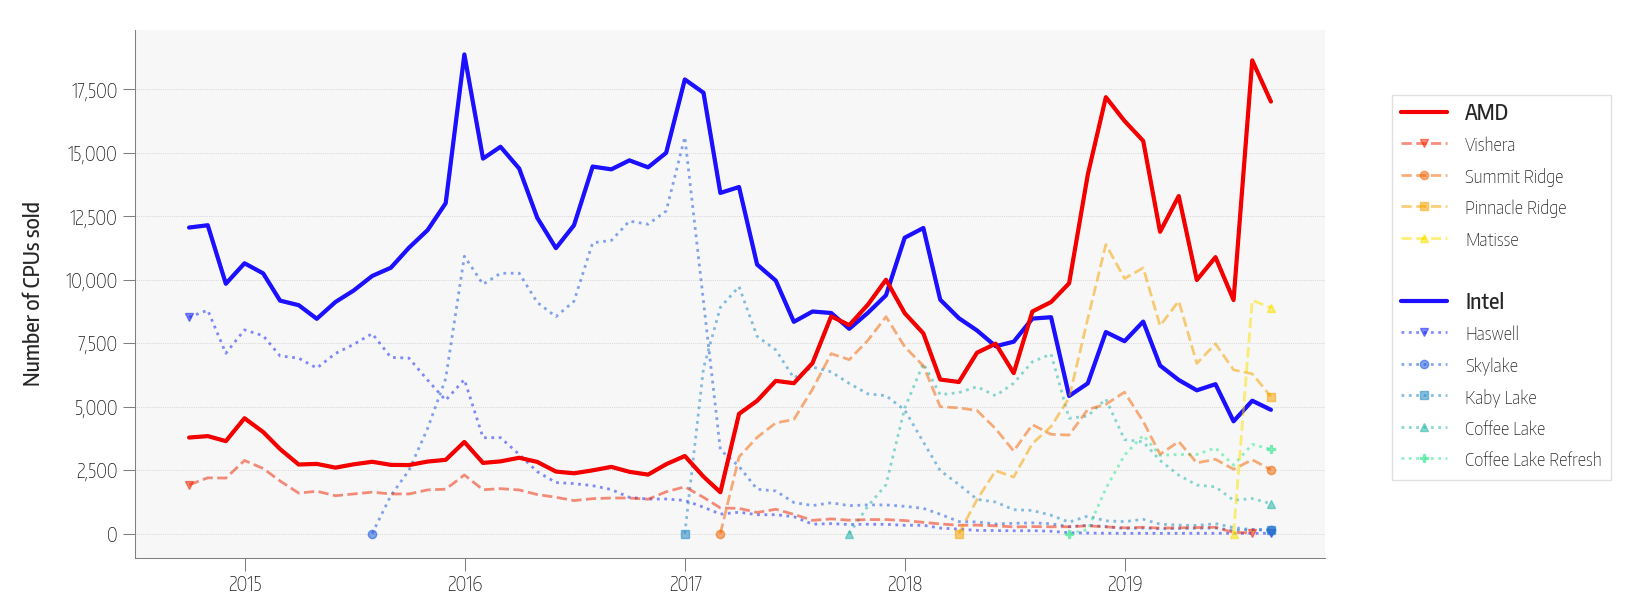 Number of CPUs sold
17,500
15,000
12,500
10,000
7,500
5,000
2,500
0
2015
2016
2017
2018
2019
AMD
Vishera
Summit Ridge
Pinnacle Ridge
Matisse
Intel
Haswell
Skylake
Kaby Lake
Coffee Lake
Coffee Lake Refresh